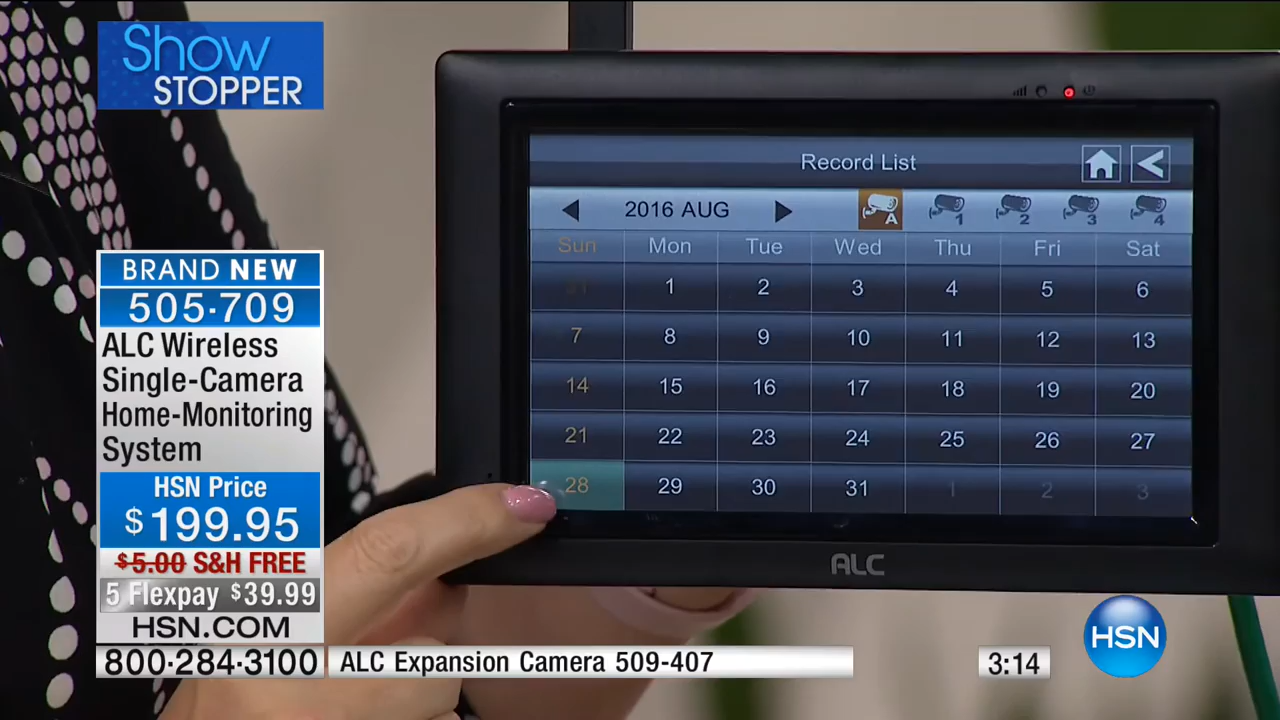 Show
STOPPER
BRAND NEW
505-709
ALC Wireless
Single-Camera
Home-Monitoring
System
HSN Price
$199.95
$5.00 S&H FREE
5 Flexpay $39.99
HSN.COM
800-284-3100
ALC Expansion Camera 509-407
3:14
HSN
Record List
2016 AUG
A 1 2 3 4
Sun Mon Tue Wed Thu Fri Sat
31 1 2 3 4 5 6
7 8 9 10 11 12 13
14 15 16 17 18 19 20
21 22 23 24 25 26 27
28 29 30 31 1 2 3
ALC